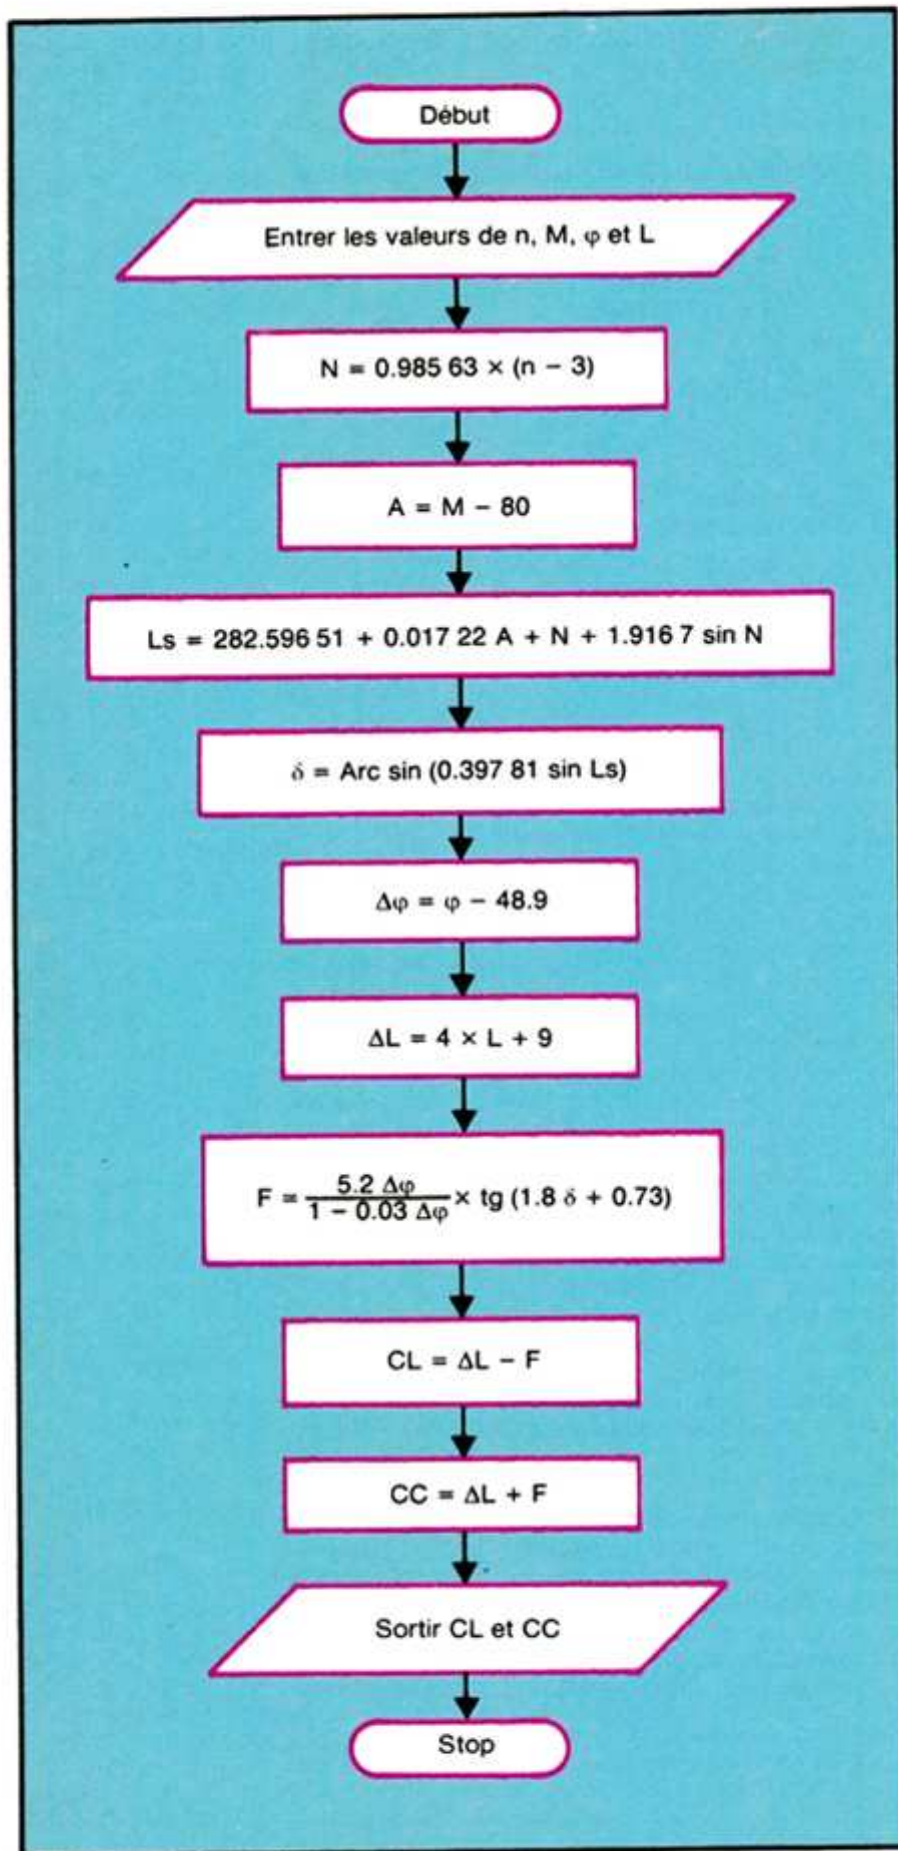 Début
Entrer les valeurs de n, M, φ et L
N = 0.985 63 × (n − 3)
A = M − 80
Ls = 282.596 51 + 0.017 22 A + N + 1.916 7 sin N
δ = Arc sin (0.397 81 sin Ls)
Δφ = φ − 48.9
ΔL = 4 × L + 9
F = 5.2 Δφ / 1 − 0.03 Δφ × tg (1.8 δ + 0.73)
CL = ΔL − F
CC = ΔL + F
Sortir CL et CC
Stop